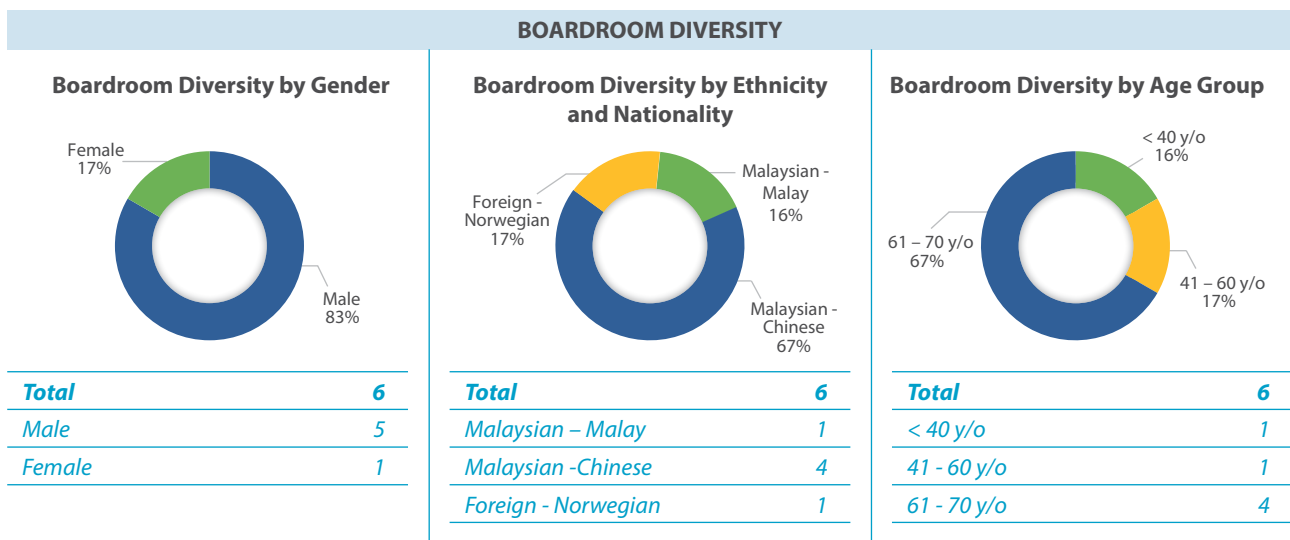 BOARDROOM DIVERSITY
Boardroom Diversity by Gender
Female
17%
Male
83%
Total 6
Male 5
Female 1
Boardroom Diversity by Ethnicity
and Nationality
Foreign -
Norwegian
17%
Malaysian -
Malay
16%
Malaysian -
Chinese
67%
Total 6
Malaysian – Malay 1
Malaysian -Chinese 4
Foreign - Norwegian 1
Boardroom Diversity by Age Group
< 40 y/o
16%
61 – 70 y/o
67%
41 – 60 y/o
17%
Total 6
< 40 y/o 1
41 - 60 y/o 1
61 - 70 y/o 4